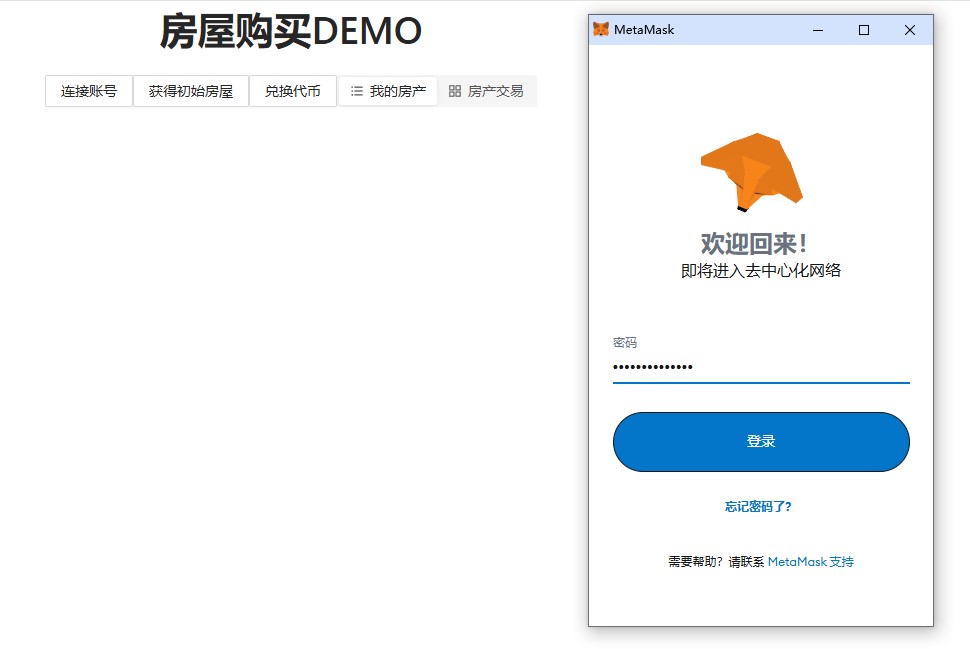 房屋购买DEMO
连接账号 获得初始房屋 兑换代币 我的房产 房产交易
MetaMask
欢迎回来！
即将进入去中心化网络
密码
••••••••••••••
登录
忘记密码了？
需要帮助？请联系 MetaMask 支持